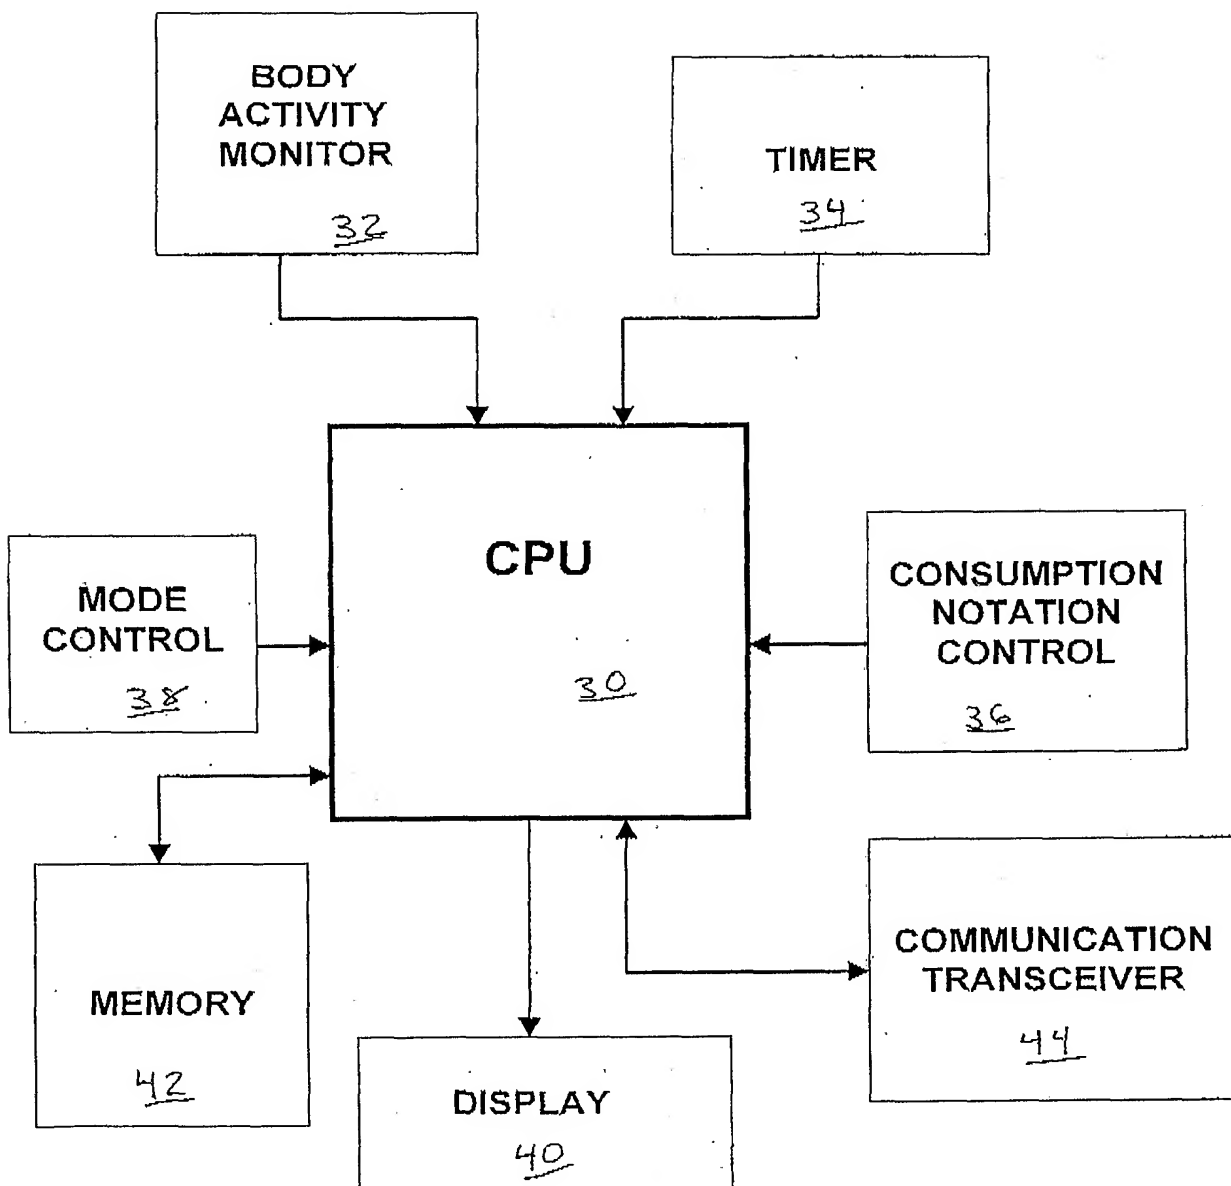 BODY
ACTIVITY
MONITOR
32
TIMER
34
CPU
30
MODE
CONTROL
38
CONSUMPTION
NOTATION
CONTROL
36
MEMORY
42
DISPLAY
40
COMMUNICATION
TRANSCEIVER
44